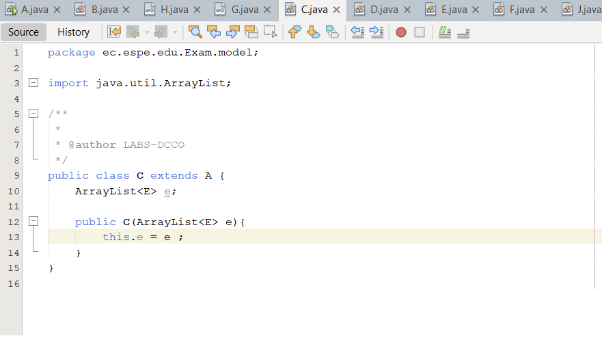 A.java B.java H.java G.java C.java D.java E.java F.java J.java
Source History
1 package ec.espe.edu.Exam.model;
2
3 import java.util.ArrayList;
4
5 /**
6 *
7 * @author LABS-DCCO
8 */
9 public class C extends A {
10 ArrayList<E> e;
11
12 public C(ArrayList<E> e){
13 this.e = e ;
14 }
15 }
16